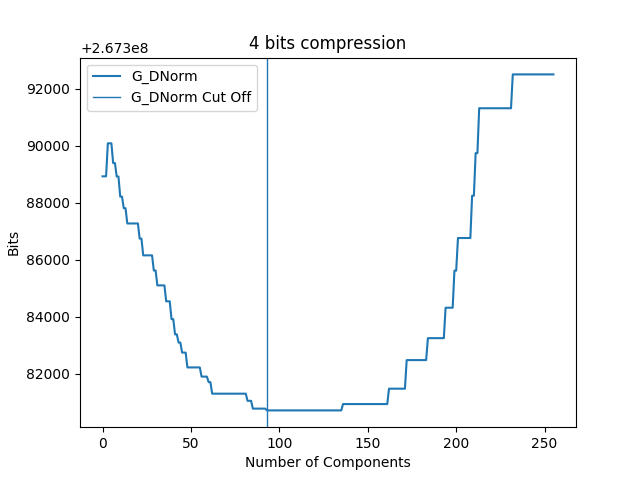 4 bits compression
+2.673e8
G_DNorm
G_DNorm Cut Off
92000
90000
88000
86000
84000
82000
Bits
0 50 100 150 200 250
Number of Components